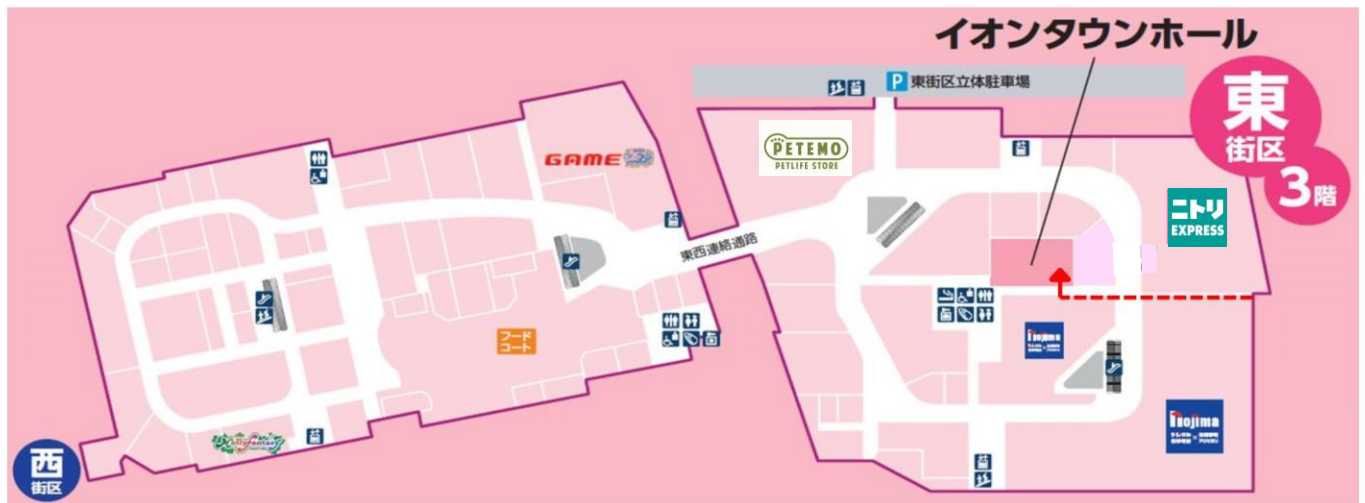 イオンタウンホール
P 東街区立体駐車場
東
街区
3階
PETEMO
PETLIFE STORE
GAME
ニトリ
EXPRESS
東西連絡通路
フード
コート
nojima
nojima
西
街区